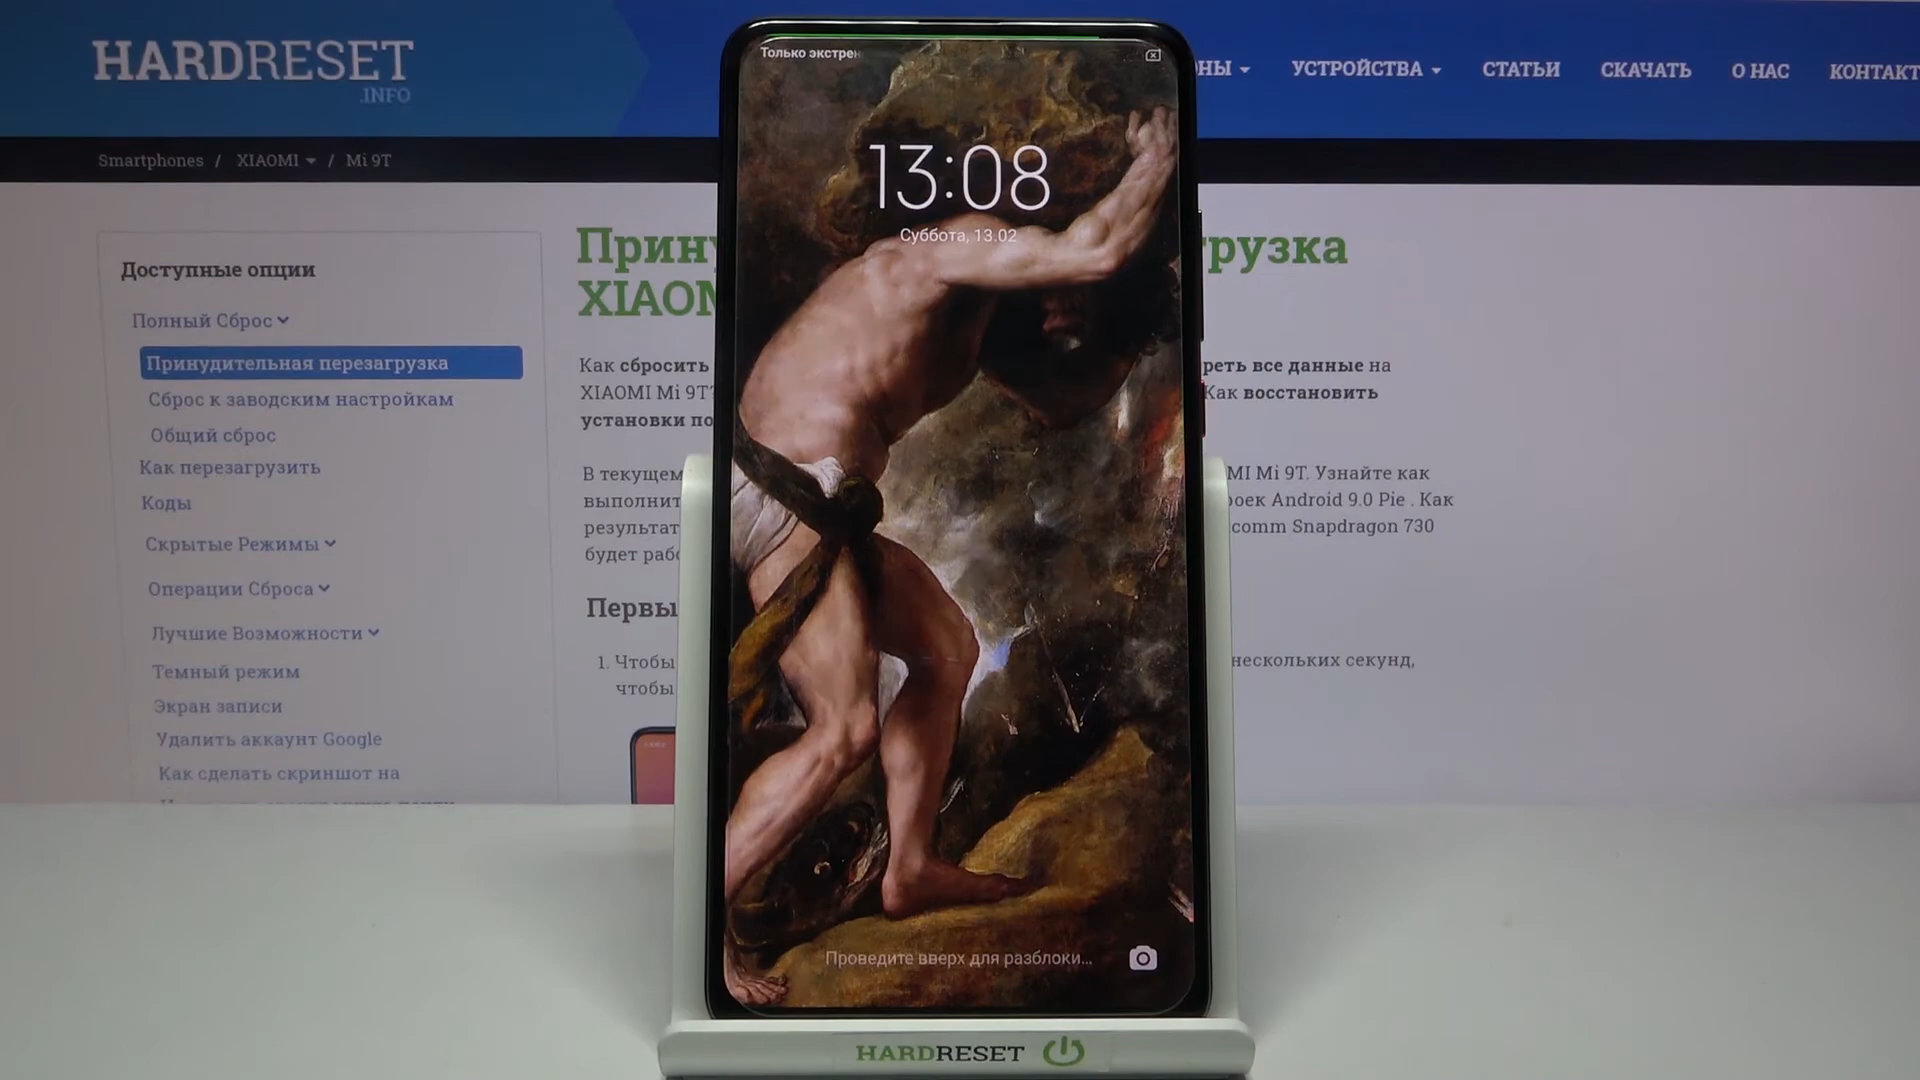 HARDRESET
.INFO
ОНЫ УСТРОЙСТВА СТАТЬИ СКАЧАТЬ О НАС КОНТАКТ
Smartphones / XIAOMI / Mi 9T
Доступные опции
Полный Сброс
Принудительная перезагрузка
Сброс к заводским настройкам
Общий сброс
Как перезагрузить
Коды
Скрытые Режимы
Операции Сброса
Лучшие Возможности
Темный режим
Экран записи
Удалить аккаунт Google
Как сделать скриншот на
Прину грузка
XIAOM
Как сбросить реть все данные на
XIAOMI Mi 9T? Как восстановить
установки по
В текущем MI Mi 9T. Узнайте как
выполнит роек Android 9.0 Pie . Как
результат comm Snapdragon 730
будет рабо
Первы
1. Чтобы нескольких секунд,
чтобы
Только экстрен
13:08
Суббота, 13.02
Проведите вверх для разблоки...
HARDRESET